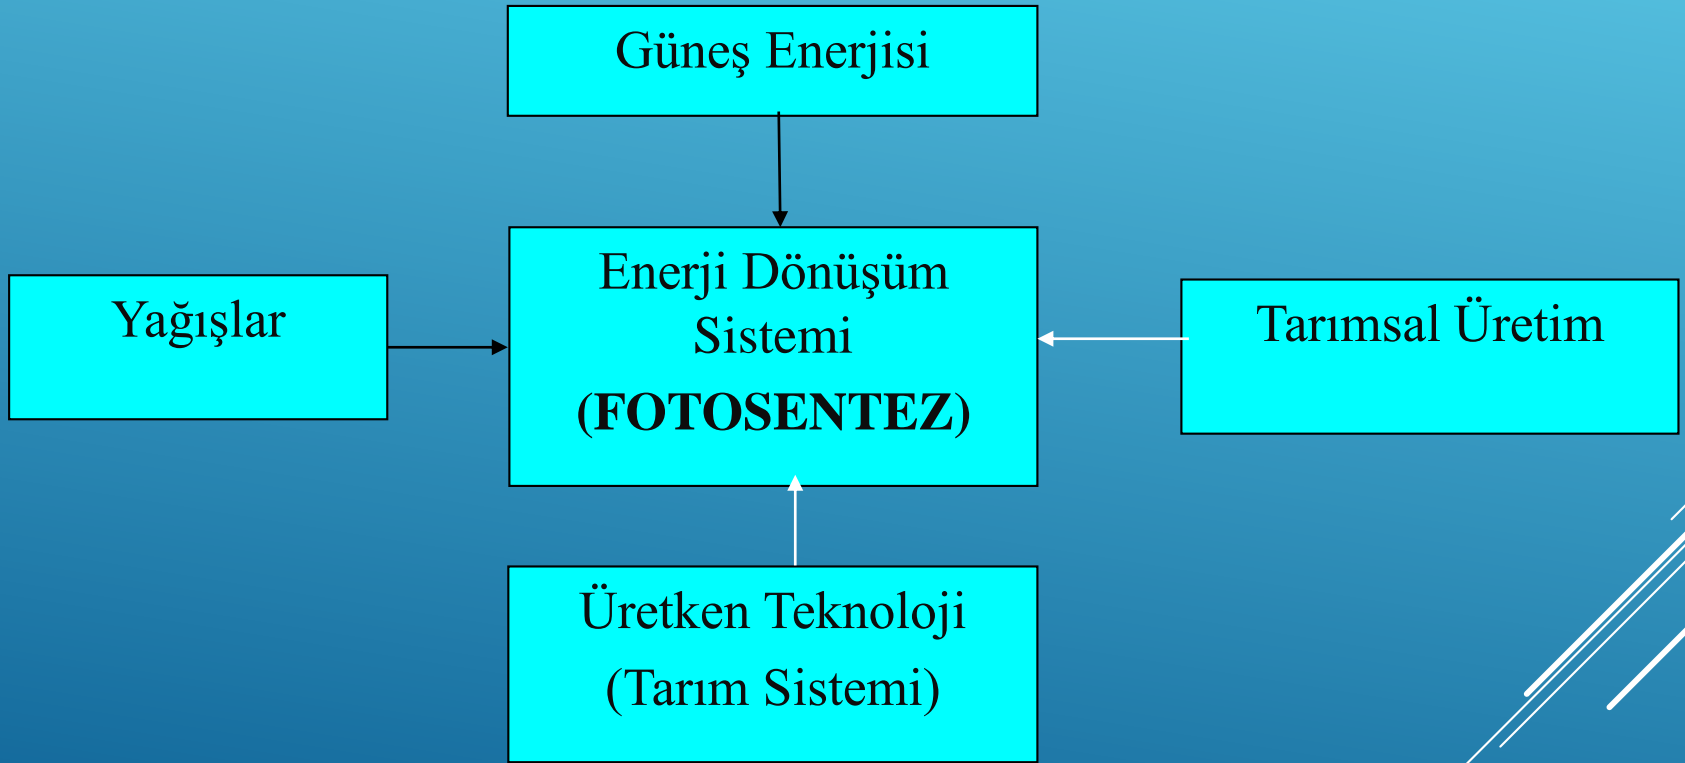 Güneş Enerjisi
Yağışlar
Enerji Dönüşüm
Sistemi
(FOTOSENTEZ)
Tarımsal Üretim
Üretken Teknoloji
(Tarım Sistemi)